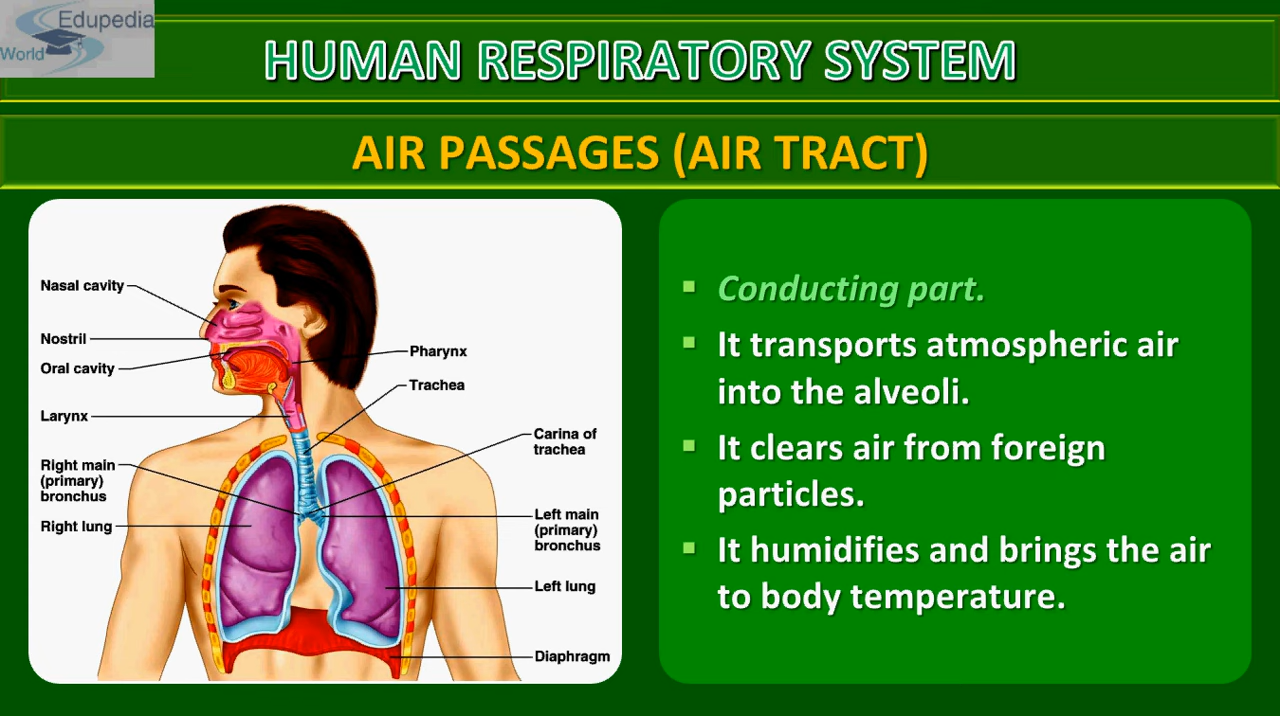 Edupedia
World
HUMAN RESPIRATORY SYSTEM
AIR PASSAGES (AIR TRACT)
Nasal cavity
Nostril
Oral cavity
Larynx
Right main
(primary)
bronchus
Right lung
Pharynx
Trachea
Carina of
trachea
Left main
(primary)
bronchus
Left lung
Diaphragm
▪ Conducting part.
▪ It transports atmospheric air
into the alveoli.
▪ It clears air from foreign
particles.
▪ It humidifies and brings the air
to body temperature.